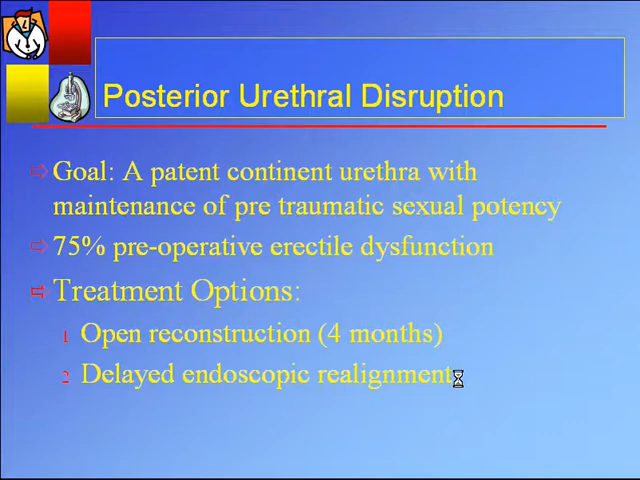 Posterior Urethral Disruption
Goal: A patent continent urethra with
maintenance of pre traumatic sexual potency
75% pre-operative erectile dysfunction
Treatment Options:
1 Open reconstruction (4 months)
2 Delayed endoscopic realignment